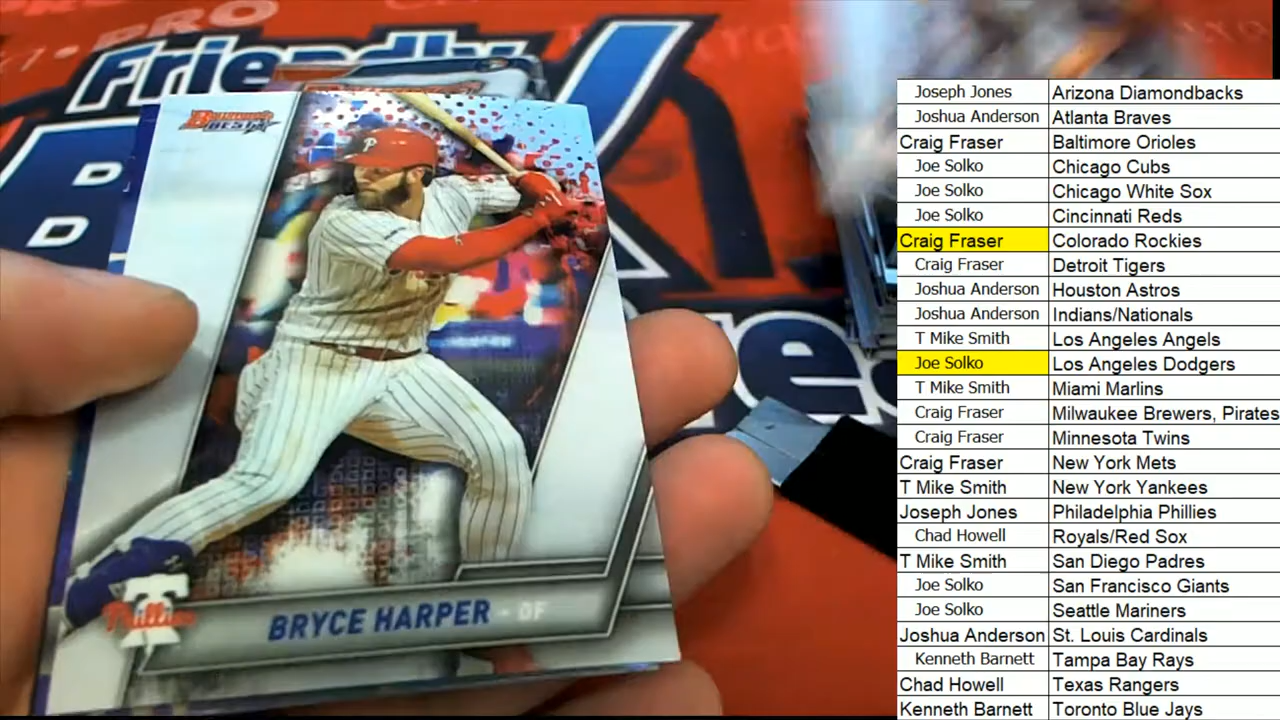 PRO
Friendly
BOWMAN'S
BEST
P
D
D
Phillies
BRYCE HARPER - OF
Joseph Jones Arizona Diamondbacks
Joshua Anderson Atlanta Braves
Craig Fraser Baltimore Orioles
Joe Solko Chicago Cubs
Joe Solko Chicago White Sox
Joe Solko Cincinnati Reds
Craig Fraser Colorado Rockies
Craig Fraser Detroit Tigers
Joshua Anderson Houston Astros
Joshua Anderson Indians/Nationals
T Mike Smith Los Angeles Angels
Joe Solko Los Angeles Dodgers
T Mike Smith Miami Marlins
Craig Fraser Milwaukee Brewers, Pirates
Craig Fraser Minnesota Twins
Craig Fraser New York Mets
T Mike Smith New York Yankees
Joseph Jones Philadelphia Phillies
Chad Howell Royals/Red Sox
T Mike Smith San Diego Padres
Joe Solko San Francisco Giants
Joe Solko Seattle Mariners
Joshua Anderson St. Louis Cardinals
Kenneth Barnett Tampa Bay Rays
Chad Howell Texas Rangers
Kenneth Barnett Toronto Blue Jays